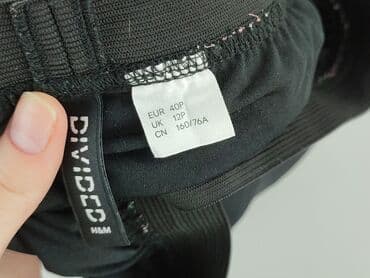 EUR 40P
UK 12P
CN 160/76A
DIVIDED
H&M